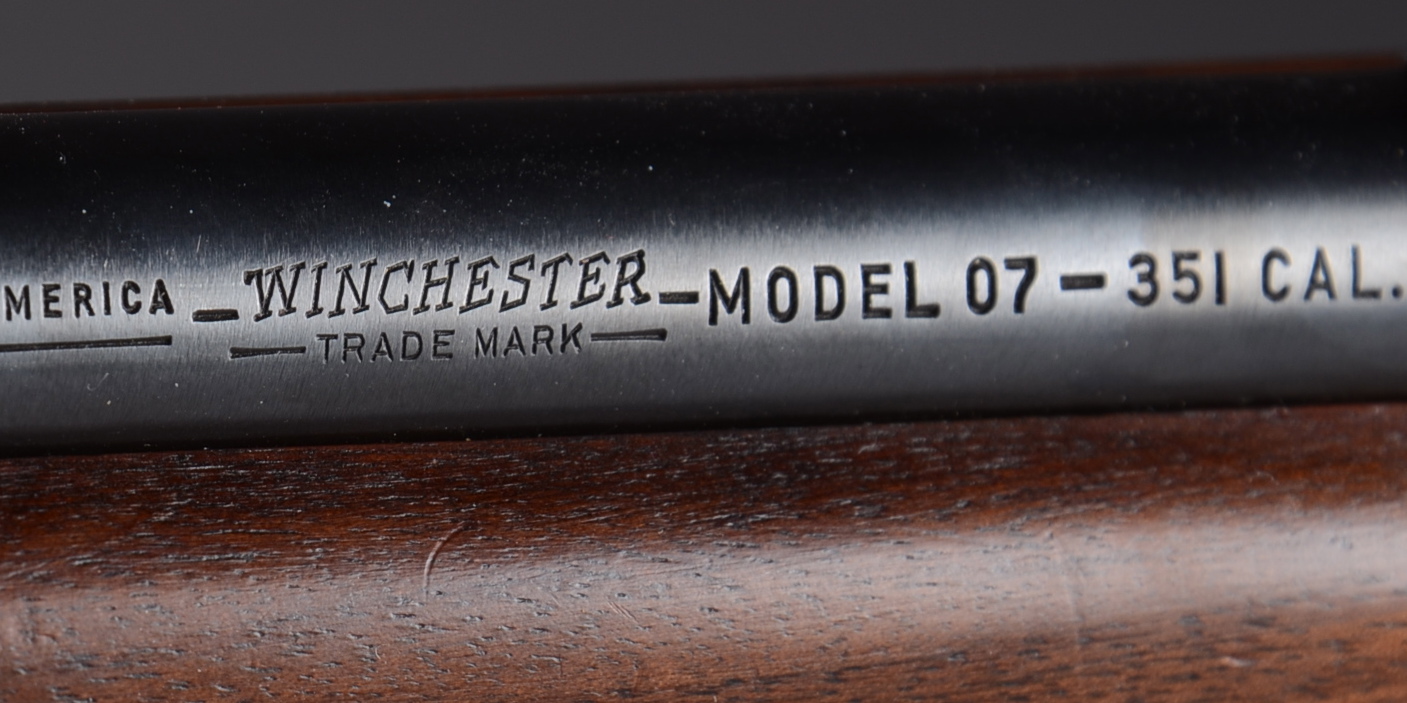 MERICA -WINCHESTER- MODEL 07 - 351 CAL.
TRADE MARK